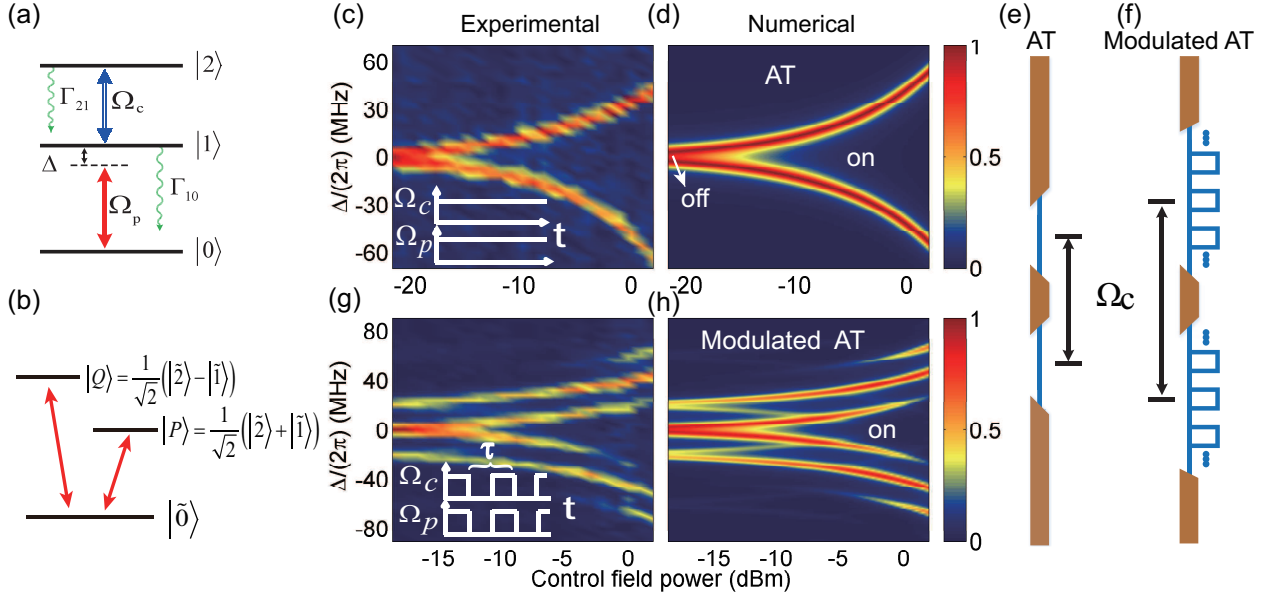 (a)
|2⟩
Γ21
Ωc
|1⟩
Δ
Γ10
Ωp
|0⟩
(b)
|Q⟩=1/√2(|2̃⟩−|1̃⟩)
|P⟩=1/√2(|2̃⟩+|1̃⟩)
|0̃⟩
(c) Experimental
Δ/(2π) (MHz)
60
30
0
-30
-60
Ωc
Ωp
t
-20 -10 0
(d) Numerical
AT
on
off
-20 -10 0
1
0.5
0
(e)
AT
(f)
Modulated AT
Ωc
(g)
Δ/(2π) (MHz)
80
40
0
-40
-80
τ
Ωc
Ωp
t
-15 -10 -5 0
(h)
Modulated AT
on
-15 -10 -5 0
1
0.5
0
Control field power (dBm)